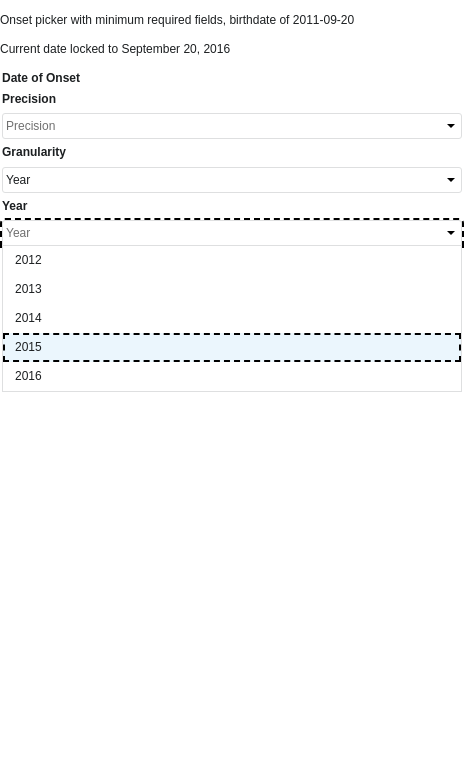 Onset picker with minimum required fields, birthdate of 2011-09-20
Current date locked to September 20, 2016
Date of Onset
Precision
Precision
Granularity
Year
Year
Year
2012
2013
2014
2015
2016